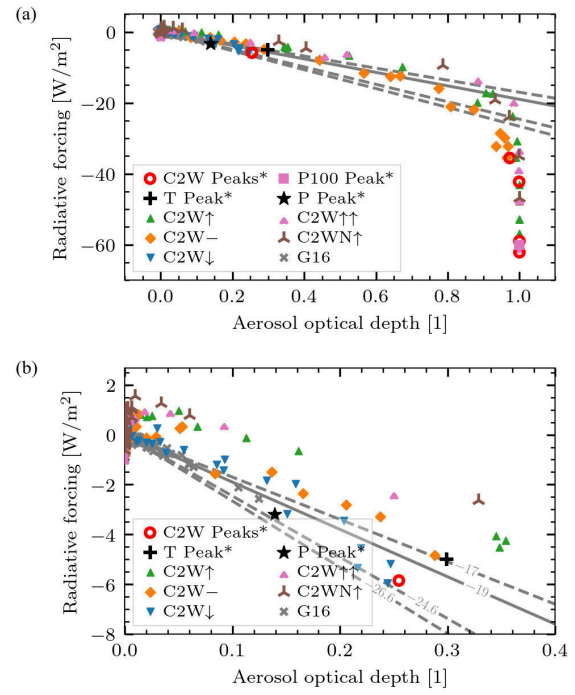 (a)
0
−20
−40
−60
Radiative forcing [W/m²]
C2W Peaks*
T Peak*
C2W↑
C2W−
C2W↓
P100 Peak*
P Peak*
C2W↑↑
C2WN↑
G16
0.0 0.2 0.4 0.6 0.8 1.0
Aerosol optical depth [1]
(b)
2
0
−2
−4
−6
−8
Radiative forcing [W/m²]
C2W Peaks*
T Peak*
C2W↑
C2W−
C2W↓
P Peak*
C2W↑↑
C2WN↑
G16
−17
−19
−24.6
−26.6
0.0 0.1 0.2 0.3 0.4
Aerosol optical depth [1]